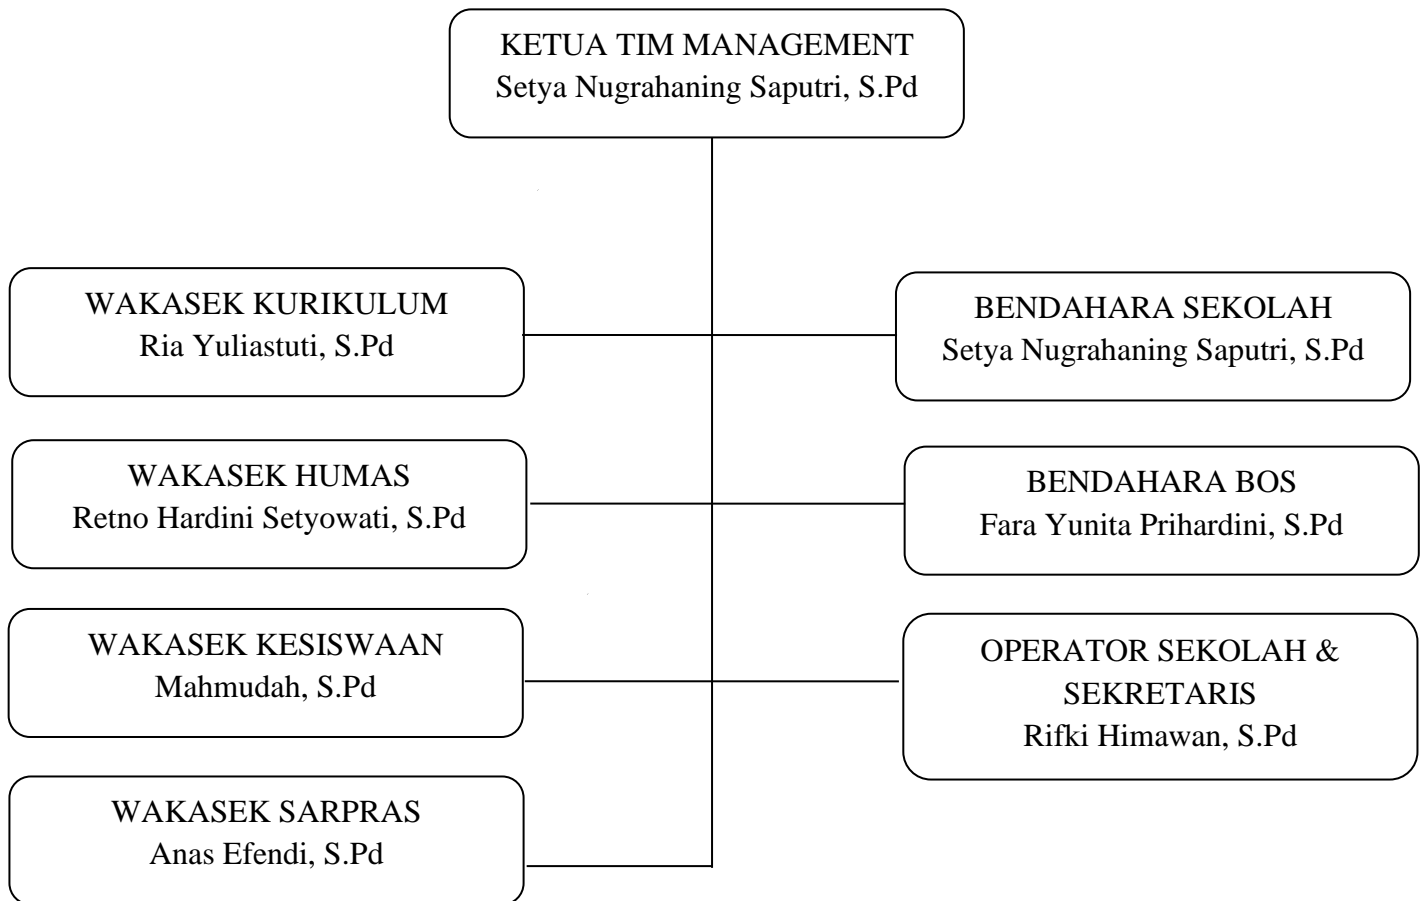 KETUA TIM MANAGEMENT
Setya Nugrahaning Saputri, S.Pd
WAKASEK KURIKULUM
Ria Yuliastuti, S.Pd
BENDAHARA SEKOLAH
Setya Nugrahaning Saputri, S.Pd
WAKASEK HUMAS
Retno Hardini Setyowati, S.Pd
BENDAHARA BOS
Fara Yunita Prihardini, S.Pd
WAKASEK KESISWAAN
Mahmudah, S.Pd
OPERATOR SEKOLAH &
SEKRETARIS
Rifki Himawan, S.Pd
WAKASEK SARPRAS
Anas Efendi, S.Pd